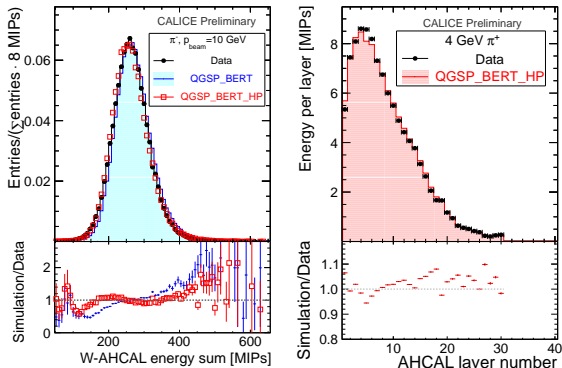 CALICE Preliminary
π⁻, p_beam =10 GeV
Data
QGSP_BERT
QGSP_BERT_HP
Entries/(∑entries · 8 MIPs)
0.06
0.04
0.02
Simulation/Data
2
1
0
100 200 300 400 500 600
W-AHCAL energy sum [MIPs]
CALICE Preliminary
4 GeV π⁺
Data
QGSP_BERT_HP
Energy per layer [MIPs]
8
6
4
2
0
Simulation/Data
1.1
1.0
0.9
0.8
10 20 30 40
AHCAL layer number